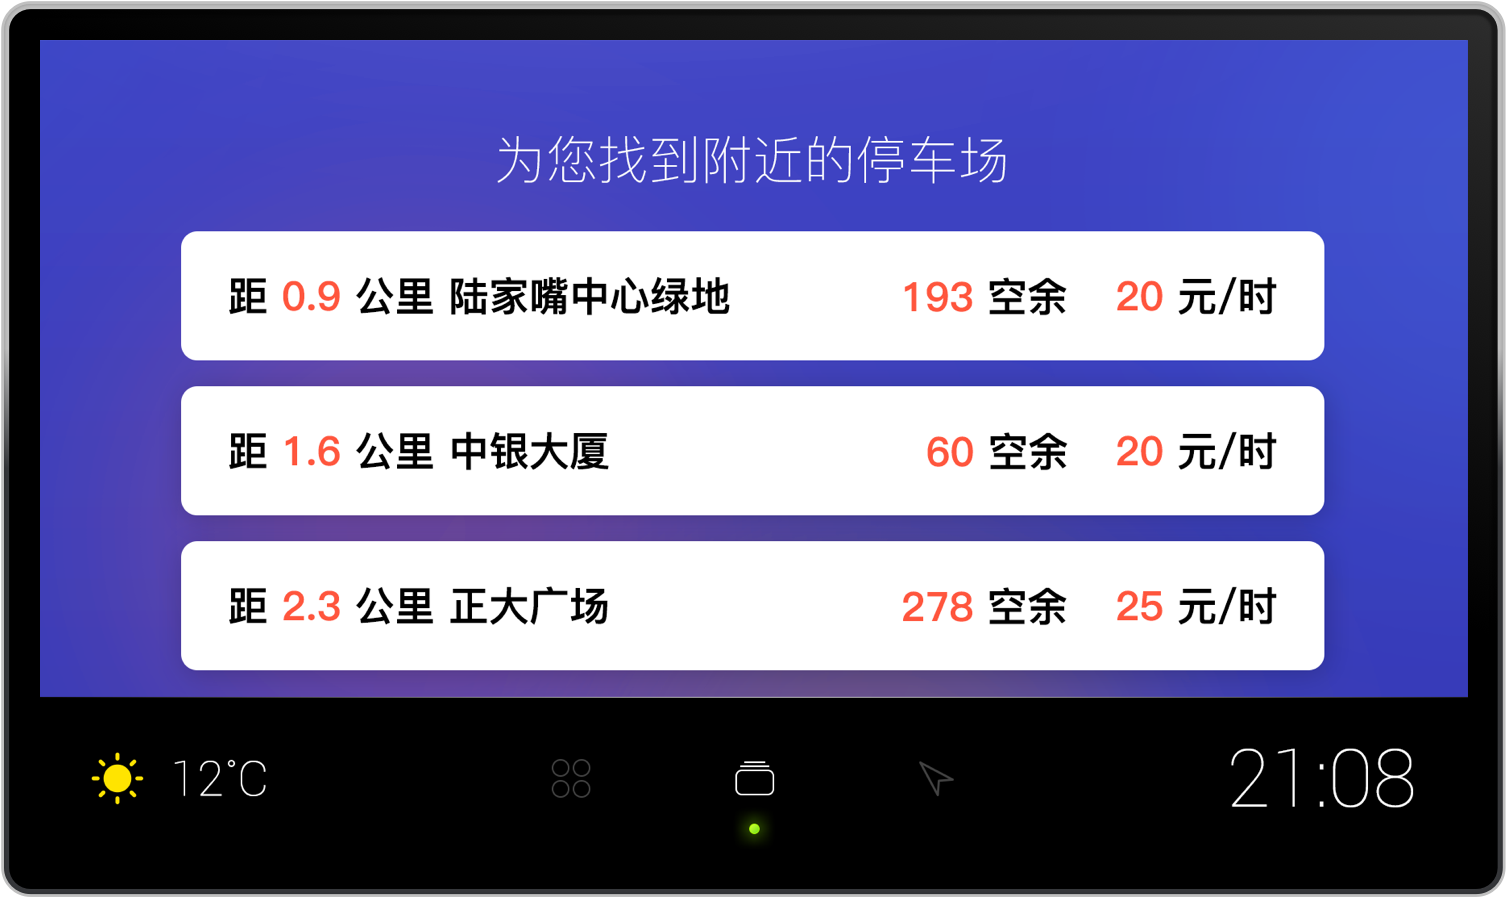 为您找到附近的停车场
距 0.9 公里 陆家嘴中心绿地 193 空余 20 元/时
距 1.6 公里 中银大厦 60 空余 20 元/时
距 2.3 公里 正大广场 278 空余 25 元/时
12°C 21:08